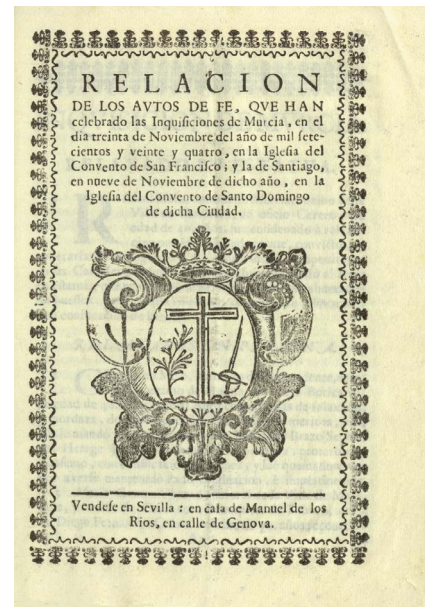 RELACION
DE LOS AVTOS DE FE, QVE HAN
celebrado las Inquisiciones de Murcia, en el
dia treinta de Noviembre del año de mil sete-
cientos y veinte y quatro, en la Iglesia del
Convento de San Francisco; y la de Santiago,
en nueve de Noviembre de dicho año, en la
Iglesia del Convento de Santo Domingo
de dicha Ciudad.
Vendese en Sevilla: en casa de Manuel de los
Rios, en calle de Genova.